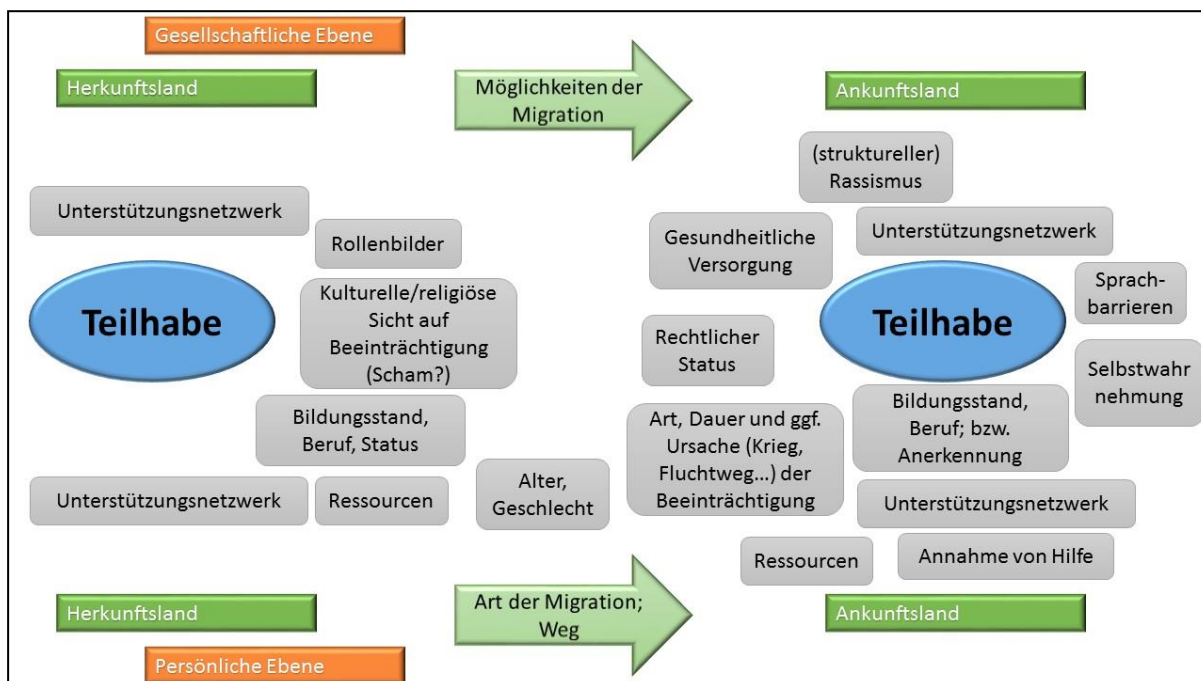 Gesellschaftliche Ebene
Herkunftsland
Möglichkeiten der
Migration
Ankunftsland
(struktureller)
Rassismus
Unterstützungsnetzwerk
Rollenbilder
Gesundheitliche
Versorgung
Unterstützungsnetzwerk
Teilhabe
Kulturelle/religiöse
Sicht auf
Beeinträchtigung
(Scham?)
Rechtlicher
Status
Teilhabe
Sprach-
barrieren
Selbstwahr
nehmung
Bildungsstand,
Beruf, Status
Art, Dauer und ggf.
Ursache (Krieg,
Fluchtweg...) der
Beeinträchtigung
Bildungsstand,
Beruf; bzw.
Anerkennung
Unterstützungsnetzwerk
Ressourcen
Alter,
Geschlecht
Unterstützungsnetzwerk
Ressourcen
Annahme von Hilfe
Herkunftsland
Art der Migration;
Weg
Ankunftsland
Persönliche Ebene